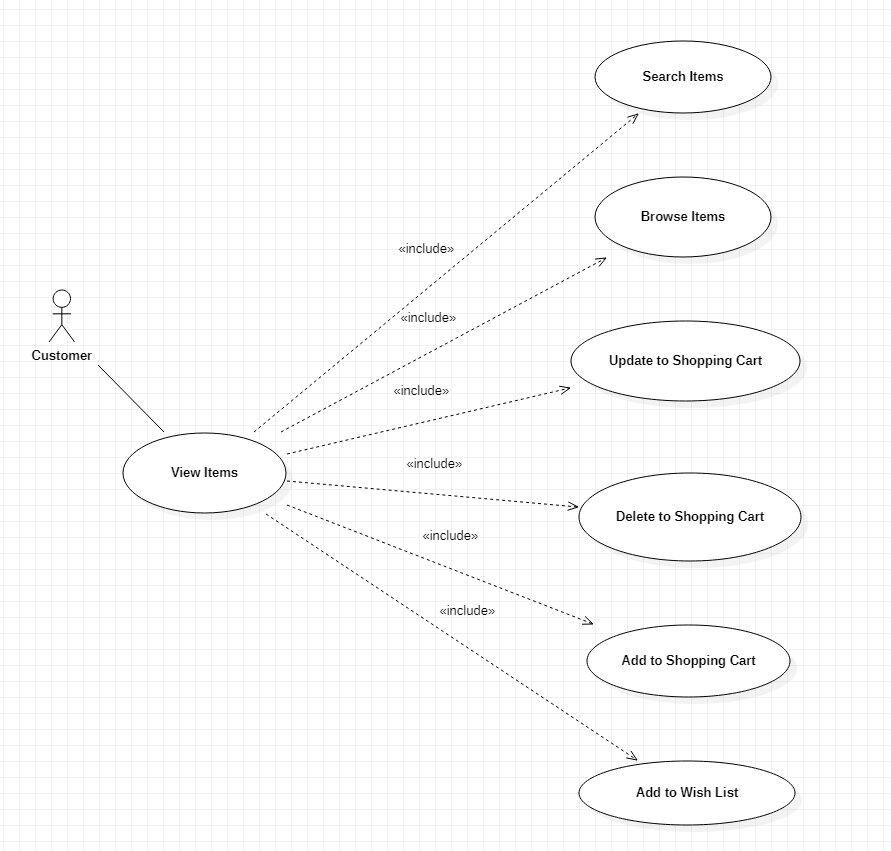 Search Items
Browse Items
«include»
«include»
Customer
Update to Shopping Cart
«include»
View Items
«include»
Delete to Shopping Cart
«include»
«include»
Add to Shopping Cart
Add to Wish List